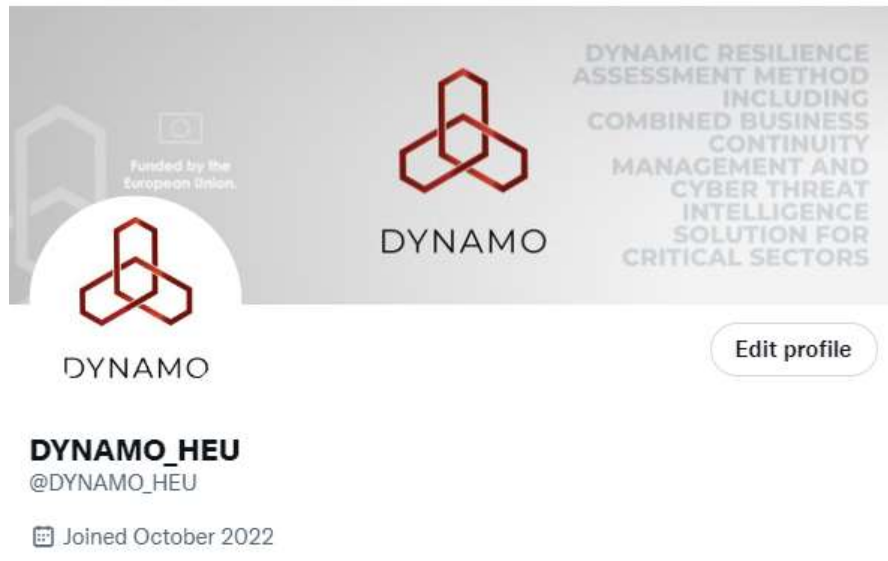 DYNAMIC RESILIENCE
ASSESSMENT METHOD
INCLUDING
COMBINED BUSINESS
CONTINUITY
MANAGEMENT AND
CYBER THREAT
INTELLIGENCE
SOLUTION FOR
CRITICAL SECTORS
Funded by the
European Union.
DYNAMO
DYNAMO
Edit profile
DYNAMO_HEU
@DYNAMO_HEU
Joined October 2022